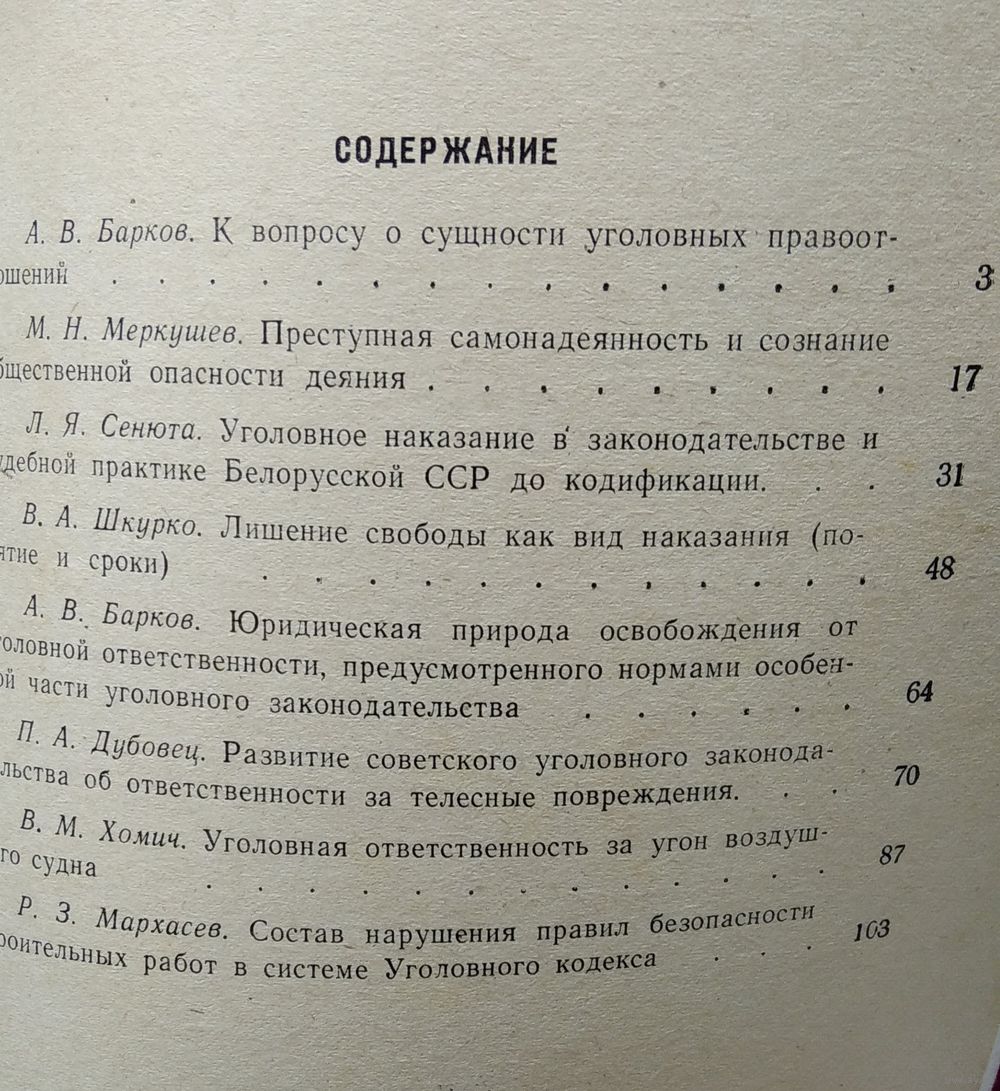 СОДЕРЖАНИЕ
А. В. Барков. К вопросу о сущности уголовных правоот-
ошений . . . . . . . . . . . . . . 3
М. Н. Меркушев. Преступная самонадеянность и сознание
бщественной опасности деяния . . . . . . . . . 17
Л. Я. Сенюта. Уголовное наказание в законодательстве и
удебной практике Белорусской ССР до кодификации. . . 31
В. А. Шкурко. Лишение свободы как вид наказания (по-
ятие и сроки) . . . . . . . . . . . . 48
А. В. Барков. Юридическая природа освобождения от
оловной ответственности, предусмотренного нормами особен-
ой части уголовного законодательства . . . . . . 64
П. А. Дубовец. Развитие советского уголовного законода-
льства об ответственности за телесные повреждения. . . 70
В. М. Хомич. Уголовная ответственность за угон воздуш-
го судна . . . . . . . . . . . . . 87
Р. З. Мархасев. Состав нарушения правил безопасности
роительных работ в системе Уголовного кодекса . . . 103